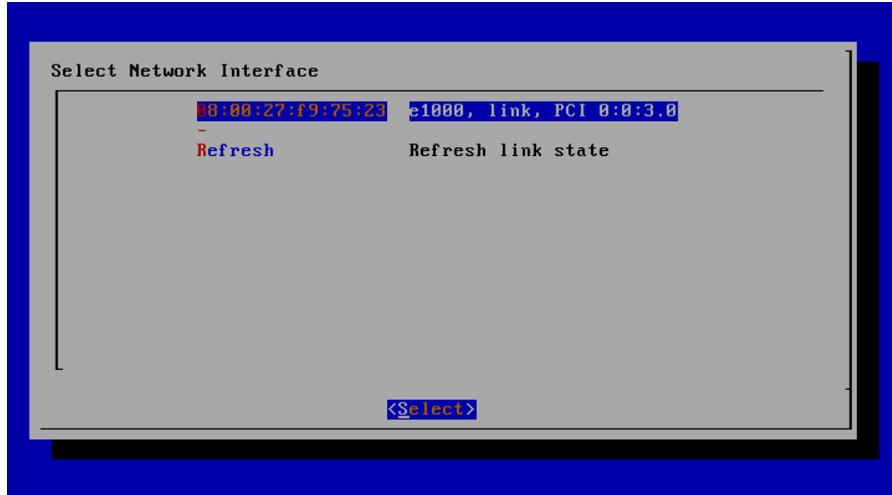 Select Network Interface
08:00:27:f9:75:23 e1000, link, PCI 0:0:3.0
-
Refresh Refresh link state
<Select>